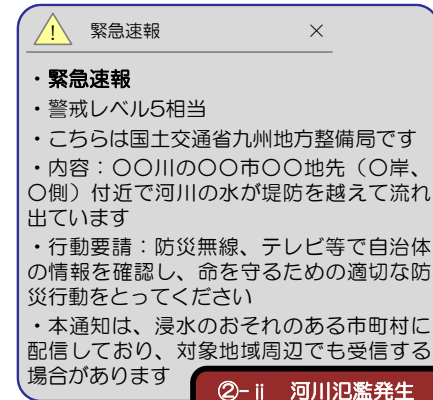 ! 緊急速報 ×
・緊急速報
・警戒レベル5相当
・こちらは国土交通省九州地方整備局です
・内容：〇〇川の〇〇市〇〇地先（〇岸、
〇側）付近で河川の水が堤防を越えて流れ
出ています
・行動要請：防災無線、テレビ等で自治体
の情報を確認し、命を守るための適切な防
災行動をとってください
・本通知は、浸水のおそれのある市町村に
配信しており、対象地域周辺でも受信する
場合があります
②-ⅱ 河川氾濫発生